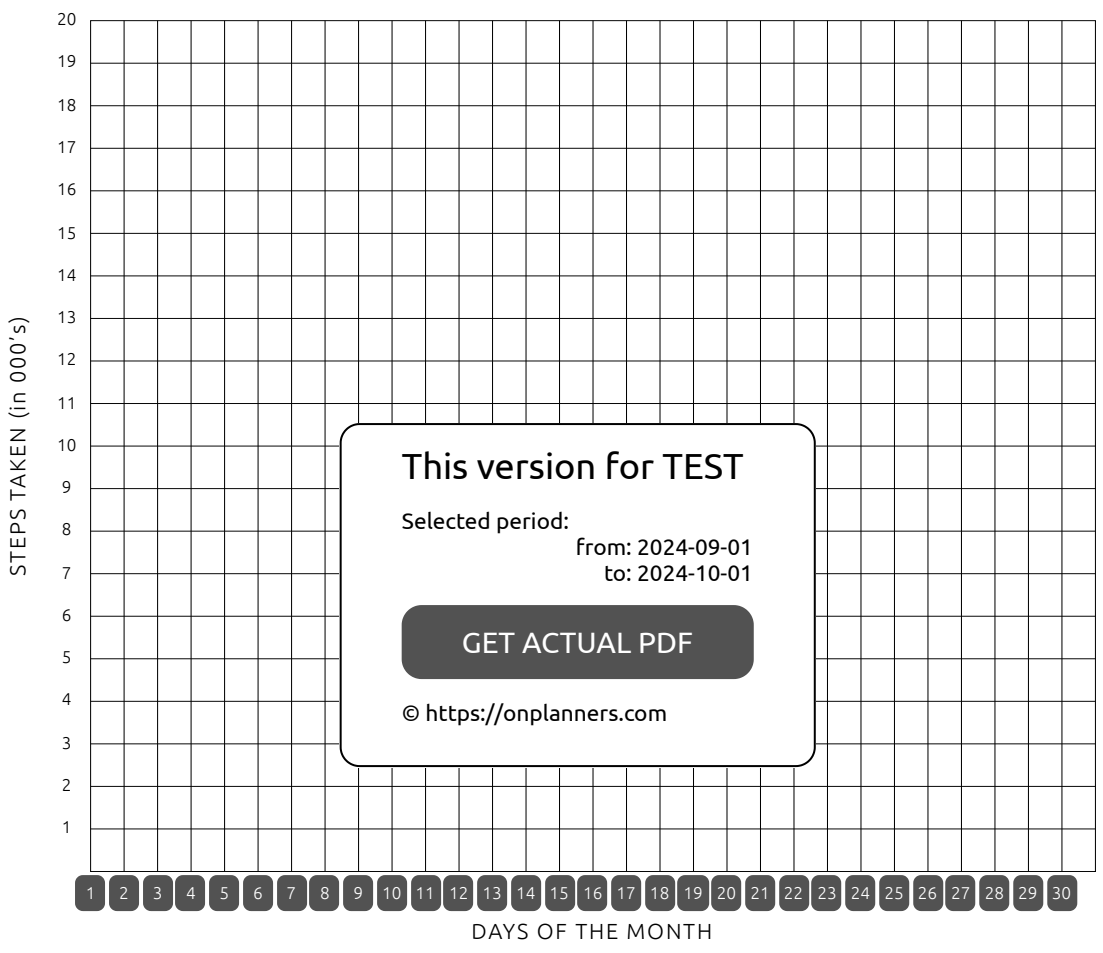 20
19
18
17
16
15
14
13
12
11
10
9
8
7
6
5
4
3
2
1
STEPS TAKEN (in 000's)
This version for TEST
Selected period:
from: 2024-09-01
to: 2024-10-01
GET ACTUAL PDF
© https://onplanners.com
1 2 3 4 5 6 7 8 9 10 11 12 13 14 15 16 17 18 19 20 21 22 23 24 25 26 27 28 29 30
DAYS OF THE MONTH